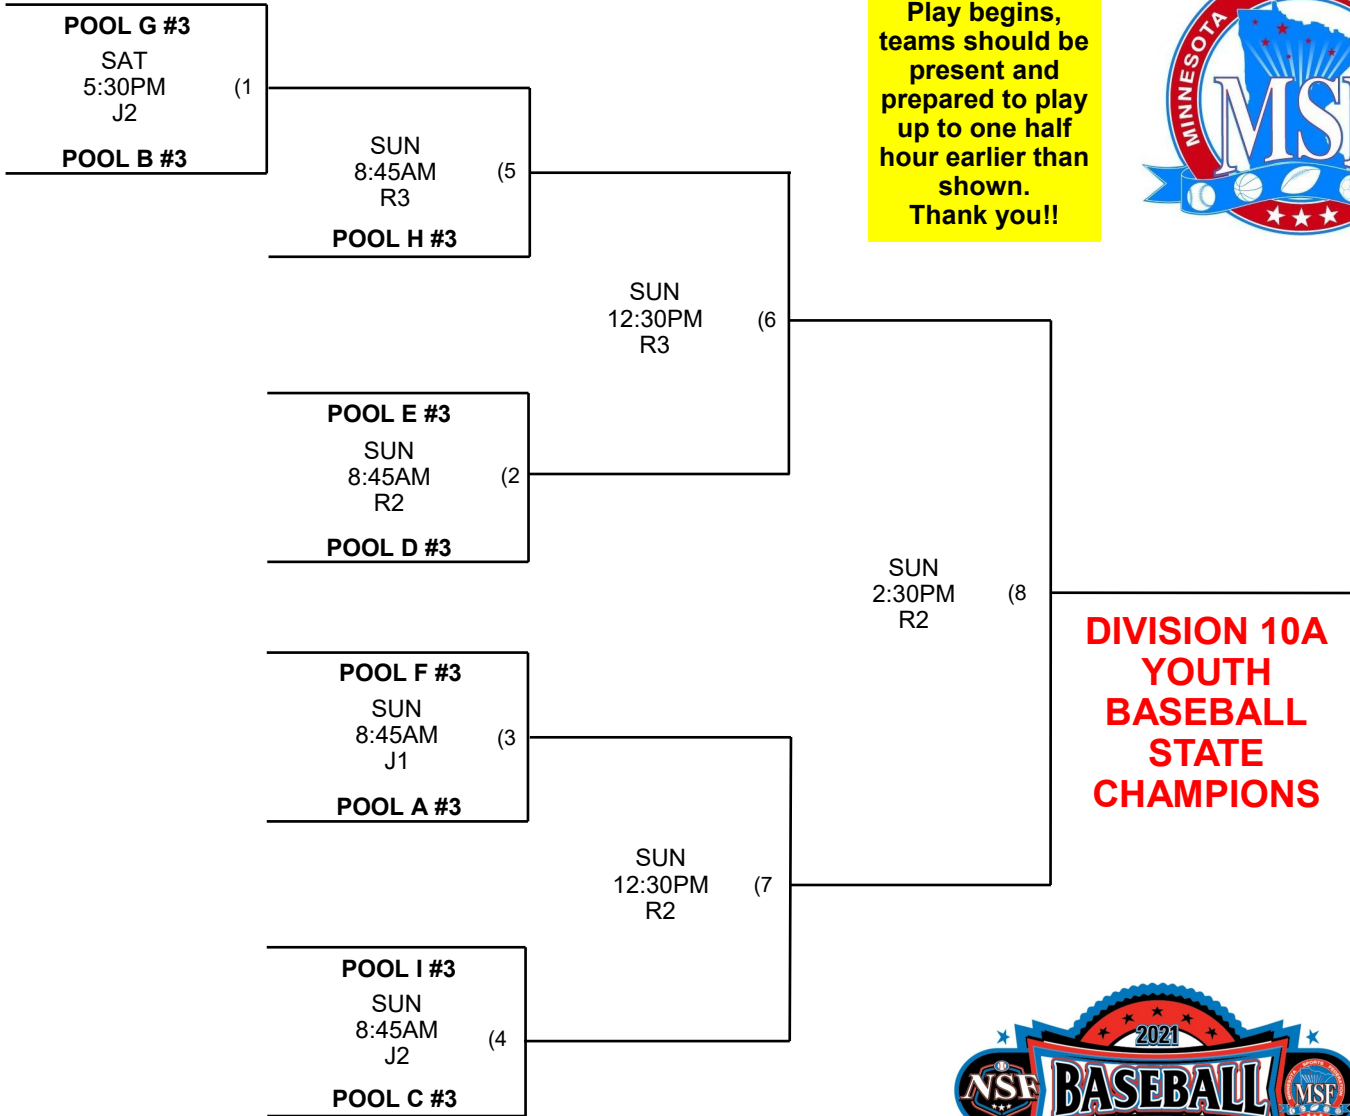 POOL G #3
SAT
5:30PM (1
J2
POOL B #3
SUN
8:45AM (5
R3
POOL H #3
SUN
12:30PM (6
R3
POOL E #3
SUN
8:45AM (2
R2
POOL D #3
SUN
2:30PM (8
R2
POOL F #3
SUN
8:45AM (3
J1
POOL A #3
SUN
12:30PM (7
R2
POOL I #3
SUN
8:45AM (4
J2
POOL C #3
Play begins,
teams should be
present and
prepared to play
up to one half
hour earlier than
shown.
Thank you!!
MINNESOTA
DIVISION 10A
YOUTH
BASEBALL
STATE
CHAMPIONS
2021
NSF BASEBALL MSF